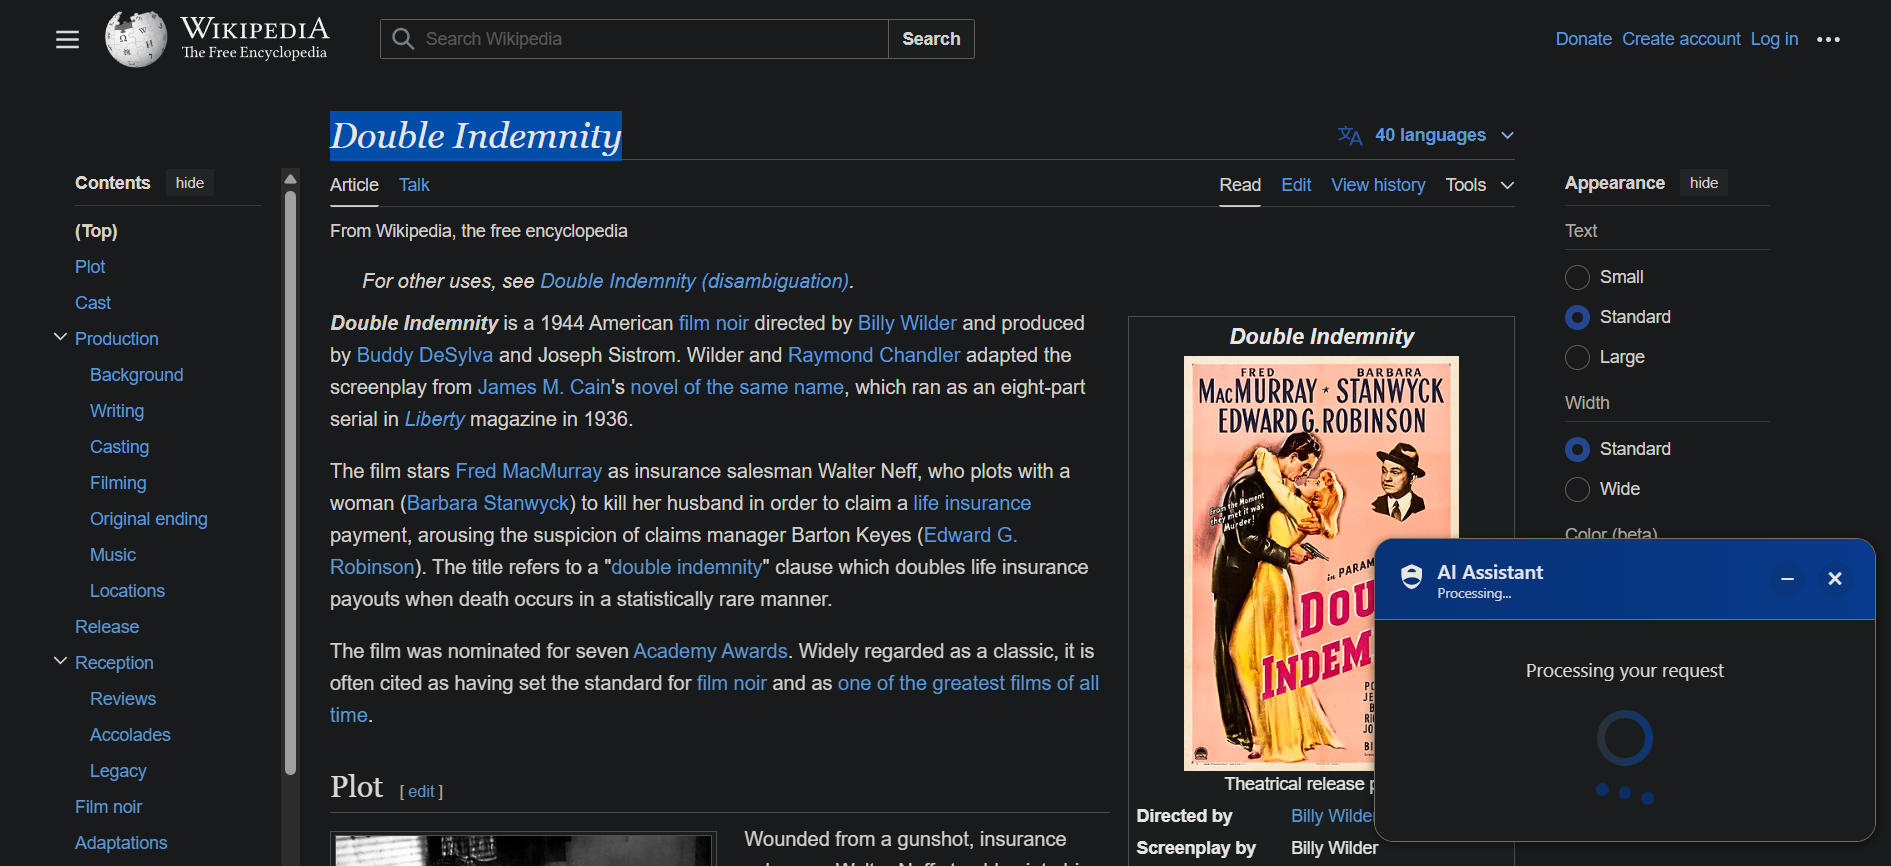 WIKIPEDIA
The Free Encyclopedia
Search Wikipedia
Search
Donate
Create account
Log in
Double Indemnity
40 languages
Contents
hide
(Top)
Plot
Cast
Production
Background
Writing
Casting
Filming
Original ending
Music
Locations
Release
Reception
Reviews
Accolades
Legacy
Film noir
Adaptations
Article
Talk
Read
Edit
View history
Tools
From Wikipedia, the free encyclopedia
For other uses, see Double Indemnity (disambiguation).
Double Indemnity is a 1944 American film noir directed by Billy Wilder and produced
by Buddy DeSylva and Joseph Sistrom. Wilder and Raymond Chandler adapted the
screenplay from James M. Cain's novel of the same name, which ran as an eight-part
serial in Liberty magazine in 1936.
The film stars Fred MacMurray as insurance salesman Walter Neff, who plots with a
woman (Barbara Stanwyck) to kill her husband in order to claim a life insurance
payment, arousing the suspicion of claims manager Barton Keyes (Edward G.
Robinson). The title refers to a "double indemnity" clause which doubles life insurance
payouts when death occurs in a statistically rare manner.
The film was nominated for seven Academy Awards. Widely regarded as a classic, it is
often cited as having set the standard for film noir and as one of the greatest films of all
time.
Plot [ edit ]
Wounded from a gunshot, insurance
Double Indemnity
FRED BARBARA
MACMURRAY ★ STANWYCK
EDWARD G. ROBINSON
From the Moment
they met it was
Murder!
in PARAM
DOU
INDEM
Theatrical release p
Directed by Billy Wilder
Screenplay by Billy Wilder
Appearance
hide
Text
Small
Standard
Large
Width
Standard
Wide
Color (beta)
AI Assistant
Processing...
Processing your request